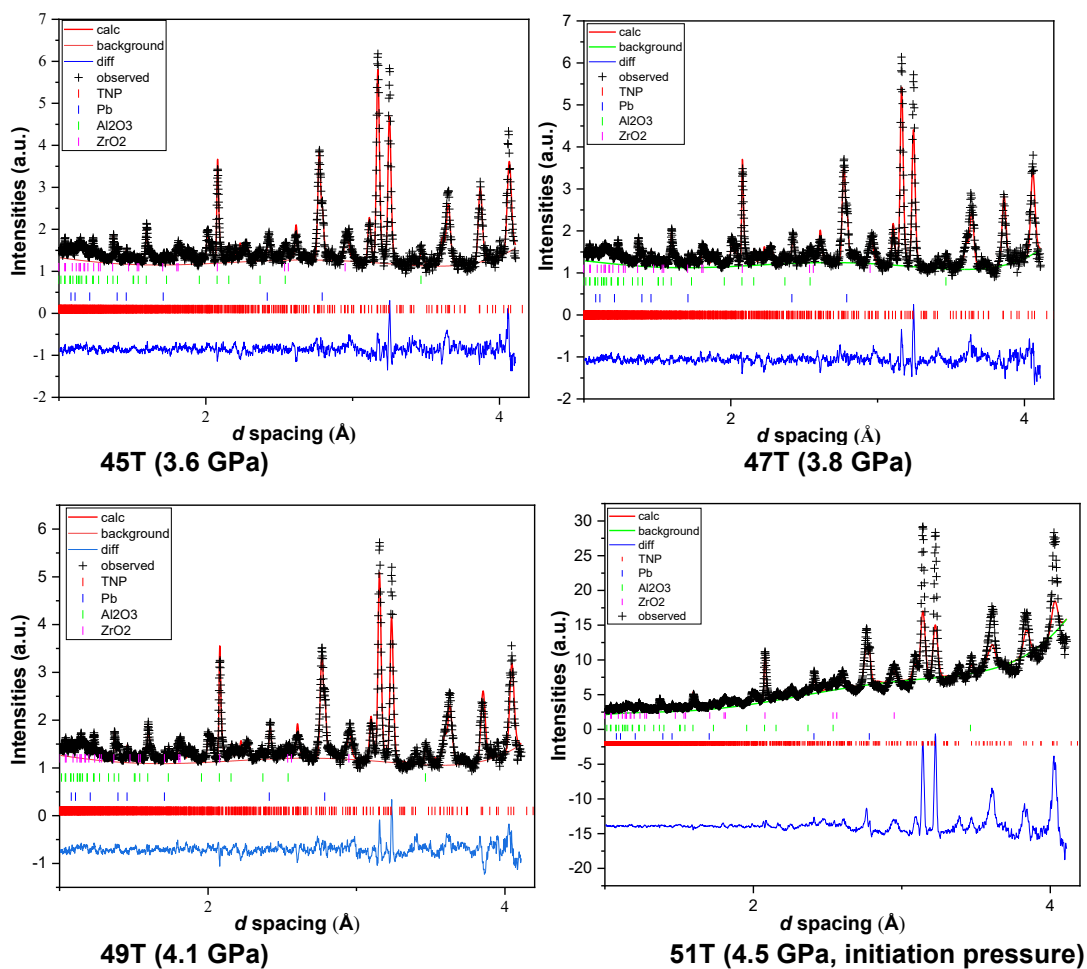 7
6
5
4
3
2
1
0
-1
-2
Intensities (a.u.)
calc
background
diff
observed
TNP
Pb
Al2O3
ZrO2
2
4
d spacing (Å)
45T (3.6 GPa)
7
6
5
4
3
2
1
0
-1
-2
Intensities (a.u.)
calc
background
diff
observed
TNP
Pb
Al2O3
ZrO2
2
4
d spacing (Å)
47T (3.8 GPa)
6
5
4
3
2
1
0
-1
Intensities (a.u.)
calc
background
diff
observed
TNP
Pb
Al2O3
ZrO2
2
4
d spacing (Å)
49T (4.1 GPa)
30
25
20
15
10
5
0
-5
-10
-15
-20
Intensities (a.u.)
calc
background
diff
TNP
Pb
Al2O3
ZrO2
observed
2
4
d spacing (Å)
51T (4.5 GPa, initiation pressure)